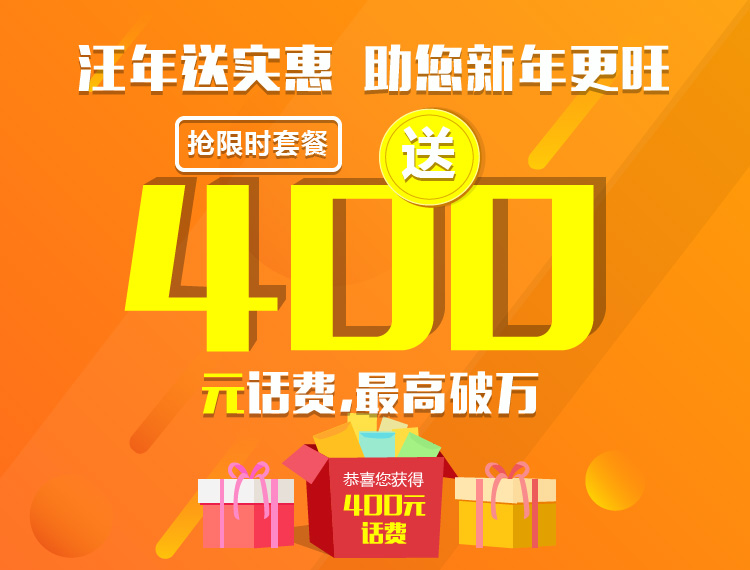 汪年送实惠 助您新年更旺
抢限时套餐 送
400
元话费,最高破万
恭喜您获得
400元
话费